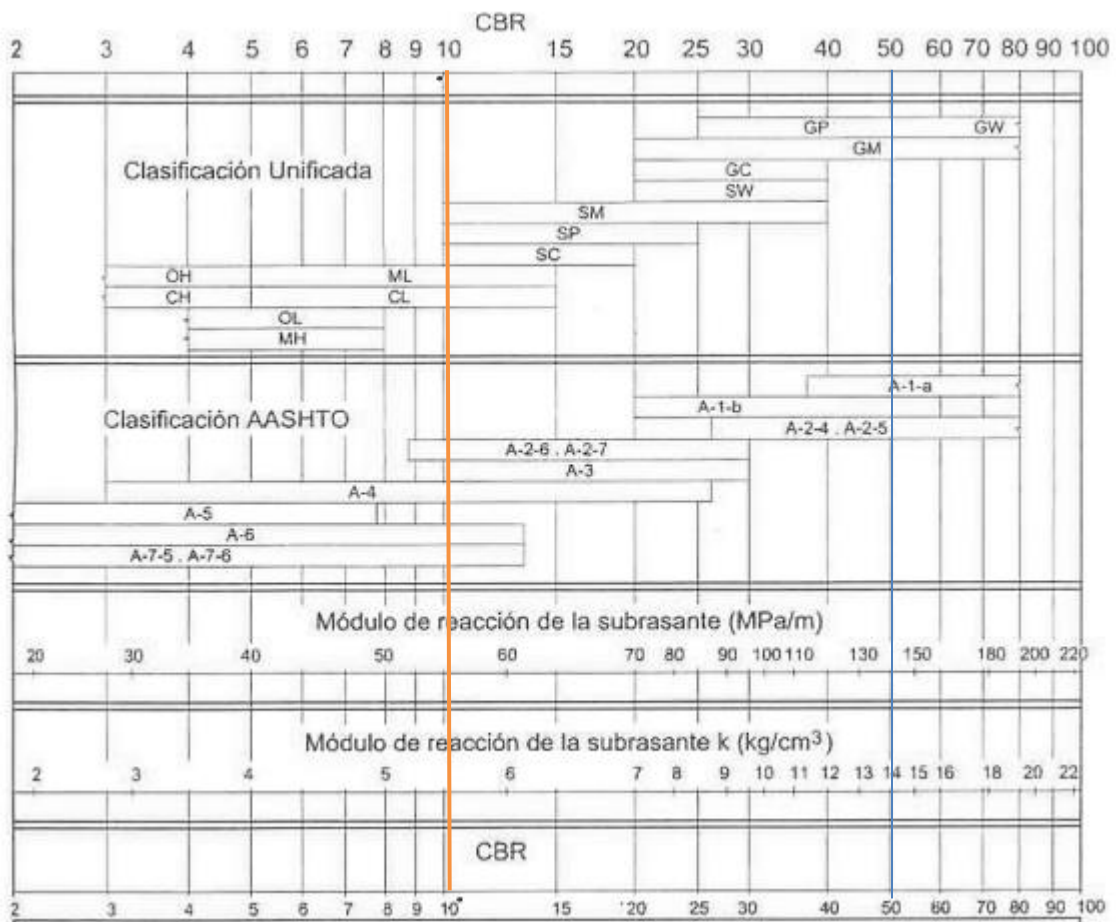 CBR
2 3 4 5 6 7 8 9 10 15 20 25 30 40 50 60 70 80 90 100
GP GW
GM
Clasificación Unificada
GC
SW
SM
SP
SC
OH ML
CH CL
OL
MH
A-1-a
A-1-b
Clasificación AASHTO
A-2-4 . A-2-5
A-2-6 . A-2-7
A-3
A-4
A-5
A-6
A-7-5 . A-7-6
Módulo de reacción de la subrasante (MPa/m)
20 30 40 50 60 70 80 90 100 110 130 150 180 200 220
Módulo de reacción de la subrasante k (kg/cm³)
2 3 4 5 6 7 8 9 10 11 12 13 14 15 16 18 20 22
CBR
2 3 4 5 6 7 8 9 10 15 20 25 30 40 50 60 70 80 90 100